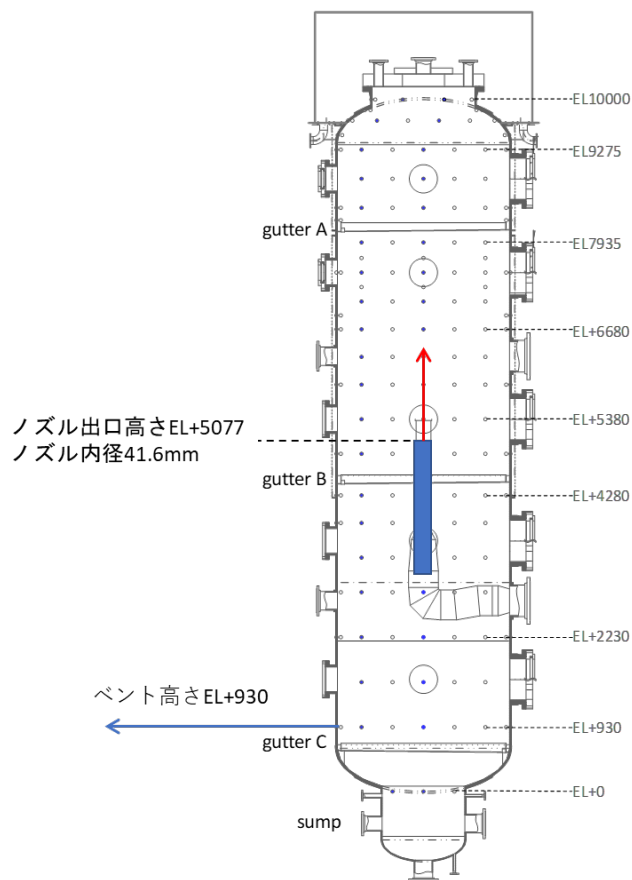 EL10000
EL9275
gutter A
EL7935
EL+6680
EL+5380
ノズル出口高さEL+5077
ノズル内径41.6mm
gutter B
EL+4280
EL+2230
ベント高さEL+930
EL+930
gutter C
EL+0
sump